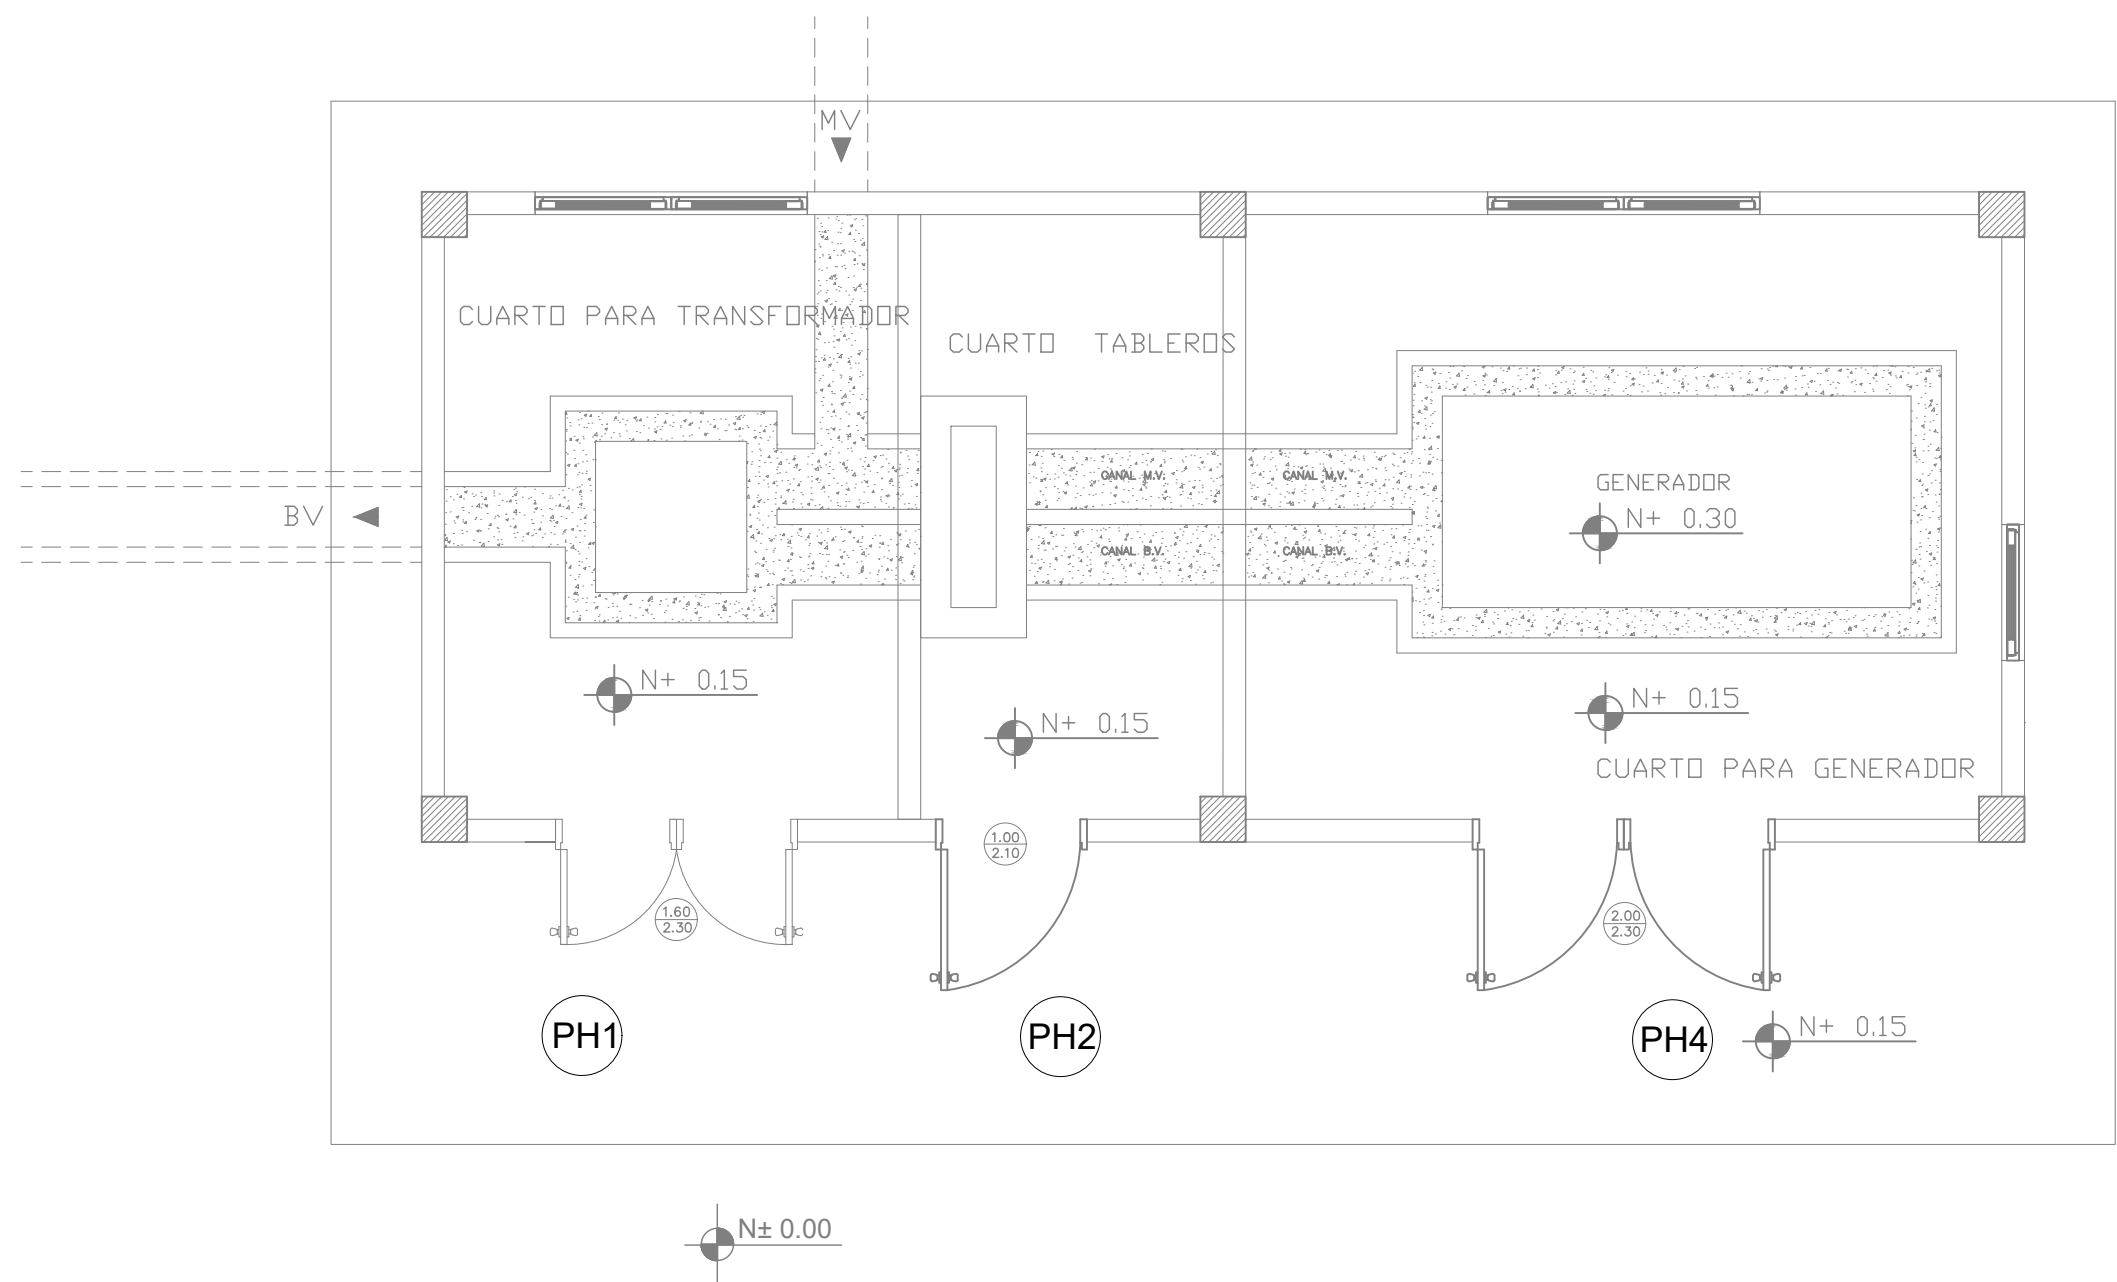 MV
CUARTO PARA TRANSFORMADOR
CUARTO TABLEROS
CANAL M.V.
CANAL M.V.
GENERADOR
N+ 0.30
BV
CANAL B.V.
CANAL B.V.
N+ 0.15
N+ 0.15
N+ 0.15
CUARTO PARA GENERADOR
1.00
2.10
1.60
2.30
2.00
2.30
PH1
PH2
PH4
N+ 0.15
N± 0.00